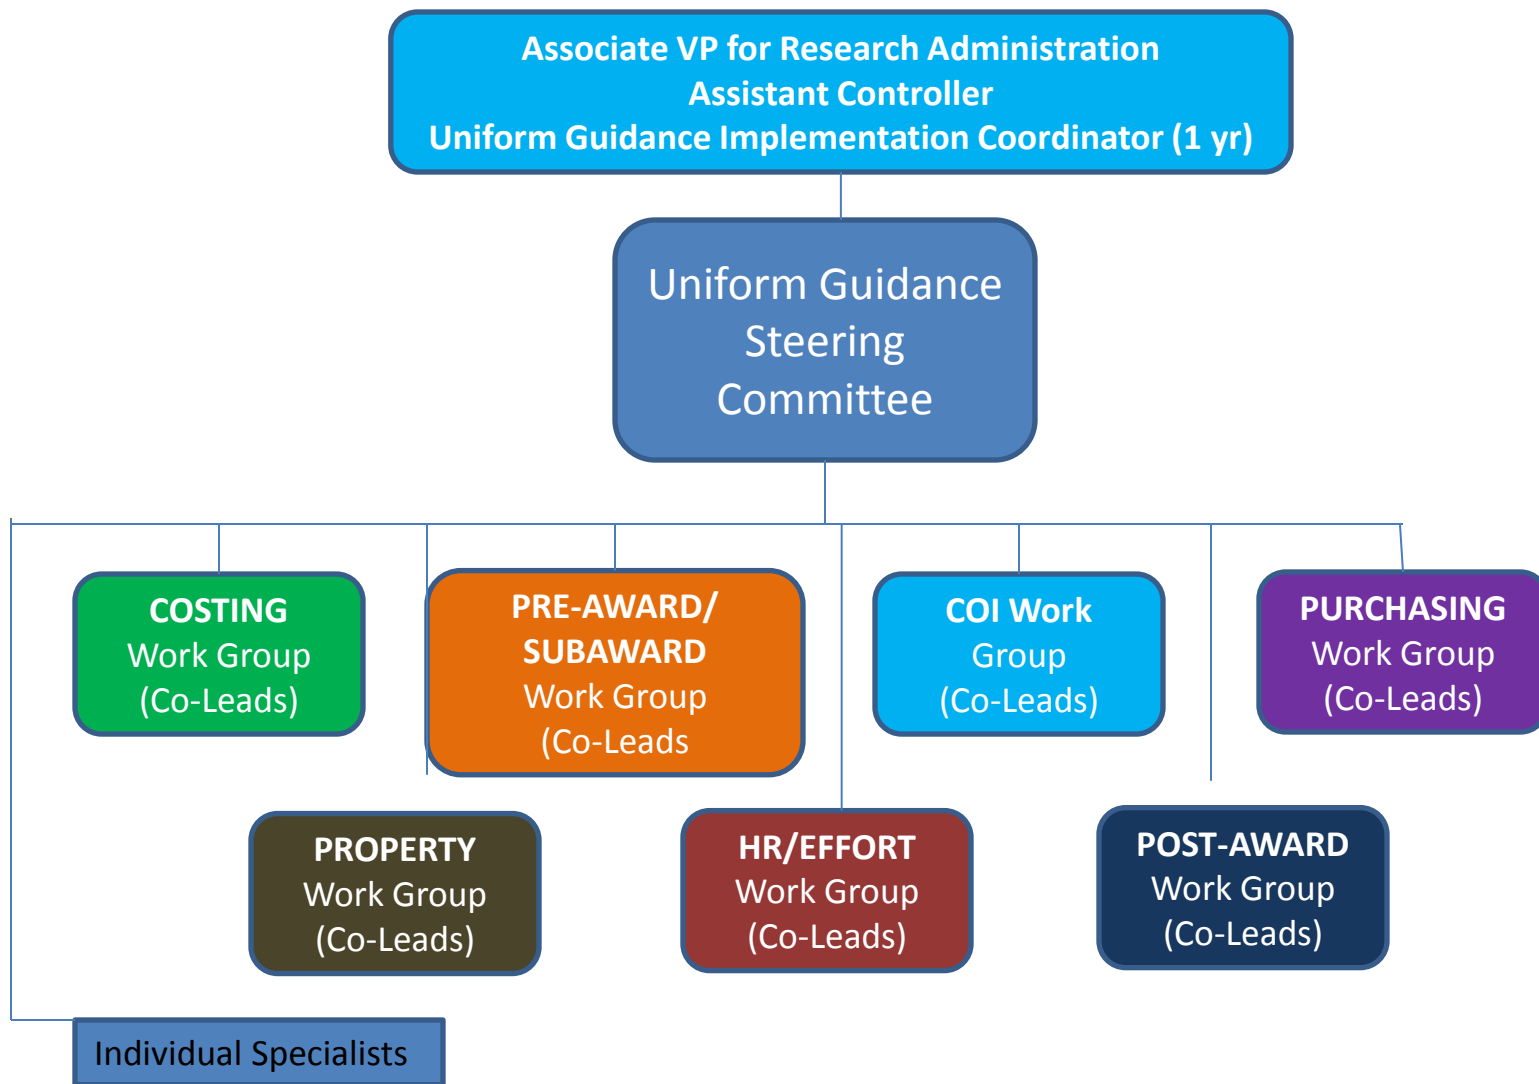 Associate VP for Research Administration
Assistant Controller
Uniform Guidance Implementation Coordinator (1 yr)
Uniform Guidance
Steering
Committee
COSTING
Work Group
(Co-Leads)
PRE-AWARD/
SUBAWARD
Work Group
(Co-Leads
COI Work
Group
(Co-Leads)
PURCHASING
Work Group
(Co-Leads)
PROPERTY
Work Group
(Co-Leads)
HR/EFFORT
Work Group
(Co-Leads)
POST-AWARD
Work Group
(Co-Leads)
Individual Specialists